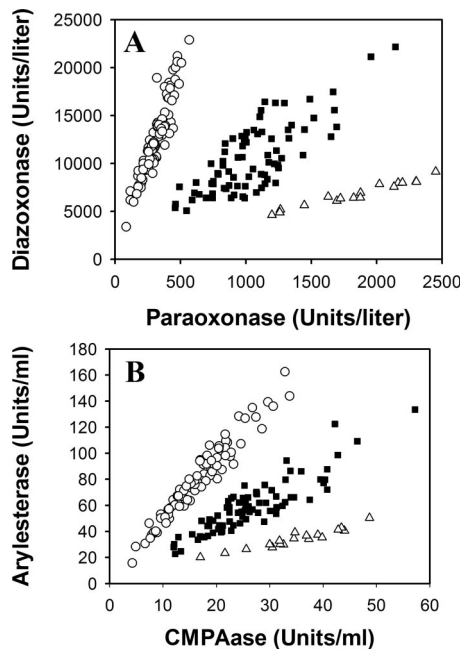 A
25000
20000
15000
10000
5000
0
0 500 1000 1500 2000 2500
Diazoxonase (Units/liter)
Paraoxonase (Units/liter)
B
180
160
140
120
100
80
60
40
20
0
0 10 20 30 40 50 60
Arylesterase (Units/ml)
CMPAase (Units/ml)